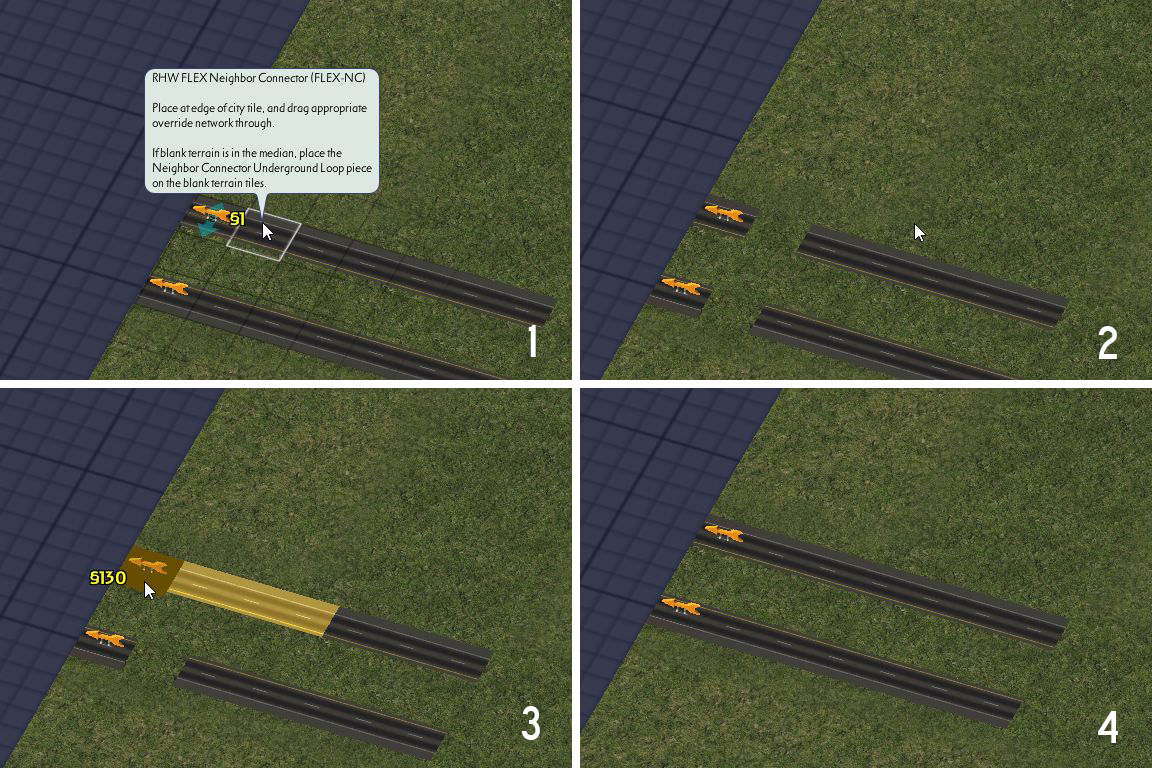 RHW FLEX Neighbor Connector (FLEX-NC)
Place at edge of city tile, and drag appropriate
override network through.
If blank terrain is in the median, place the
Neighbor Connector Underground Loop piece
on the blank terrain tiles.
§1
1
2
§130
3
4